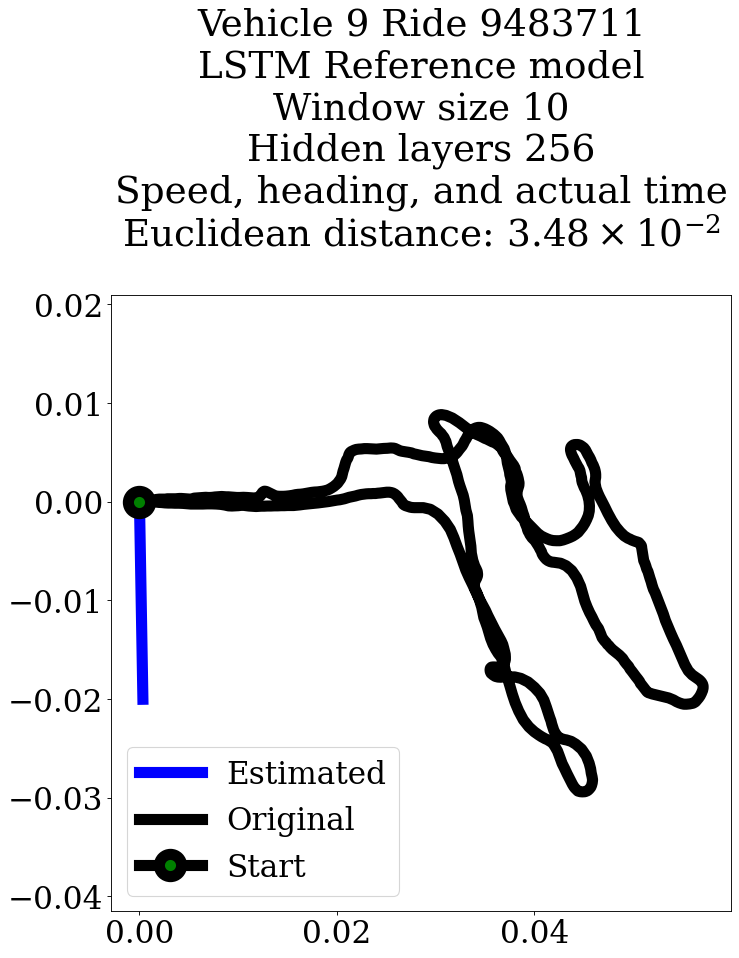 Vehicle 9 Ride 9483711
LSTM Reference model
Window size 10
Hidden layers 256
Speed, heading, and actual time
Euclidean distance: 3.48 × 10⁻²
0.02
0.01
0.00
−0.01
−0.02
−0.03
−0.04
Estimated
Original
Start
0.00 0.02 0.04